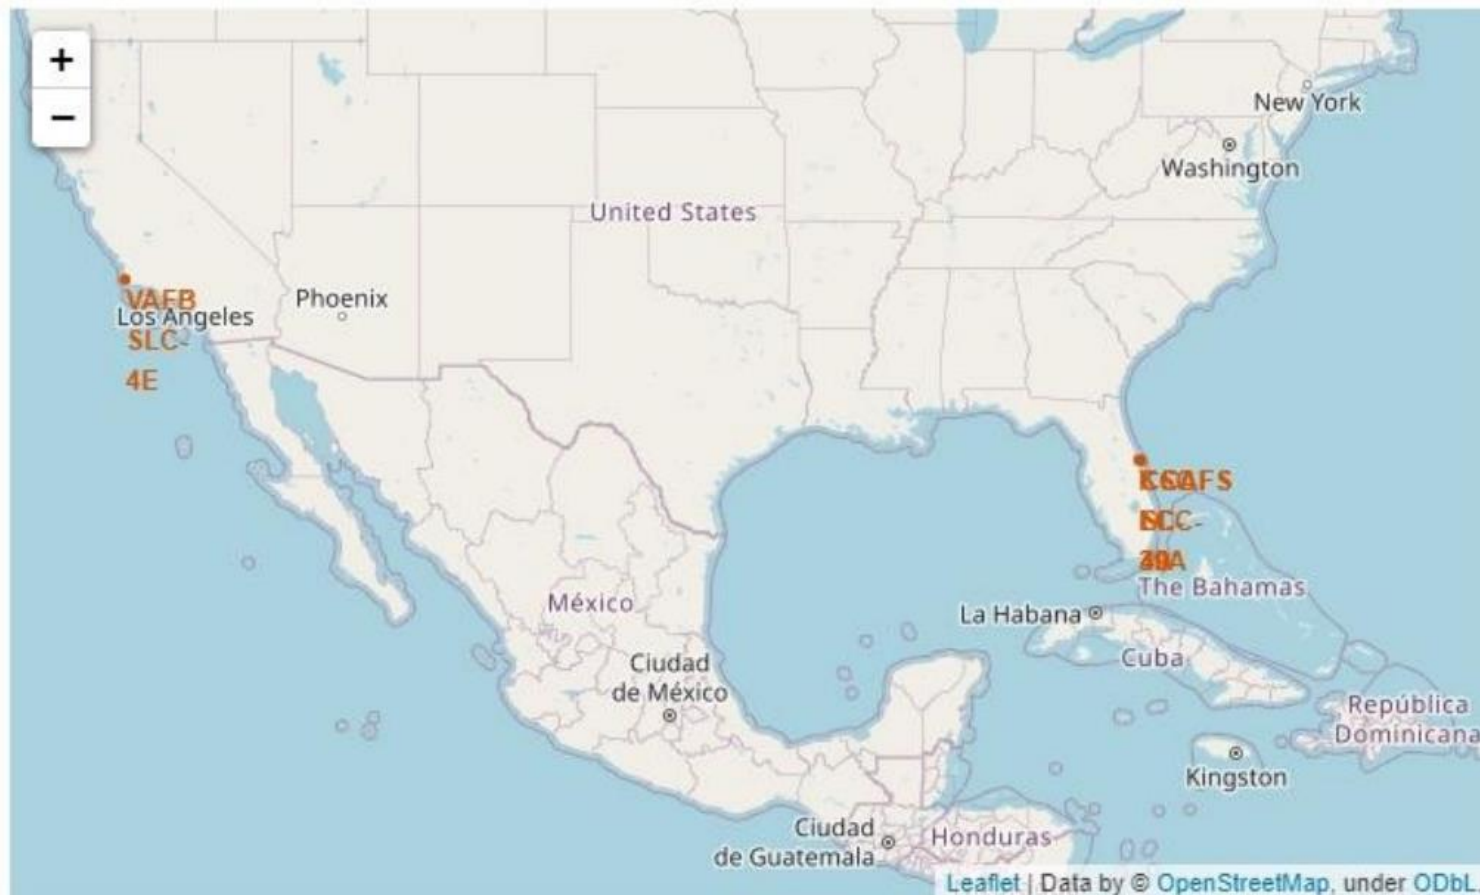 +
−
New York
Washington
United States
VAFB
Phoenix
Los Angeles
SLC-
4E
The Bahamas
México
La Habana
Cuba
Ciudad
de México
República
Dominicana
Kingston
Ciudad
de Guatemala
Honduras
Leaflet | Data by © OpenStreetMap, under ODbL.